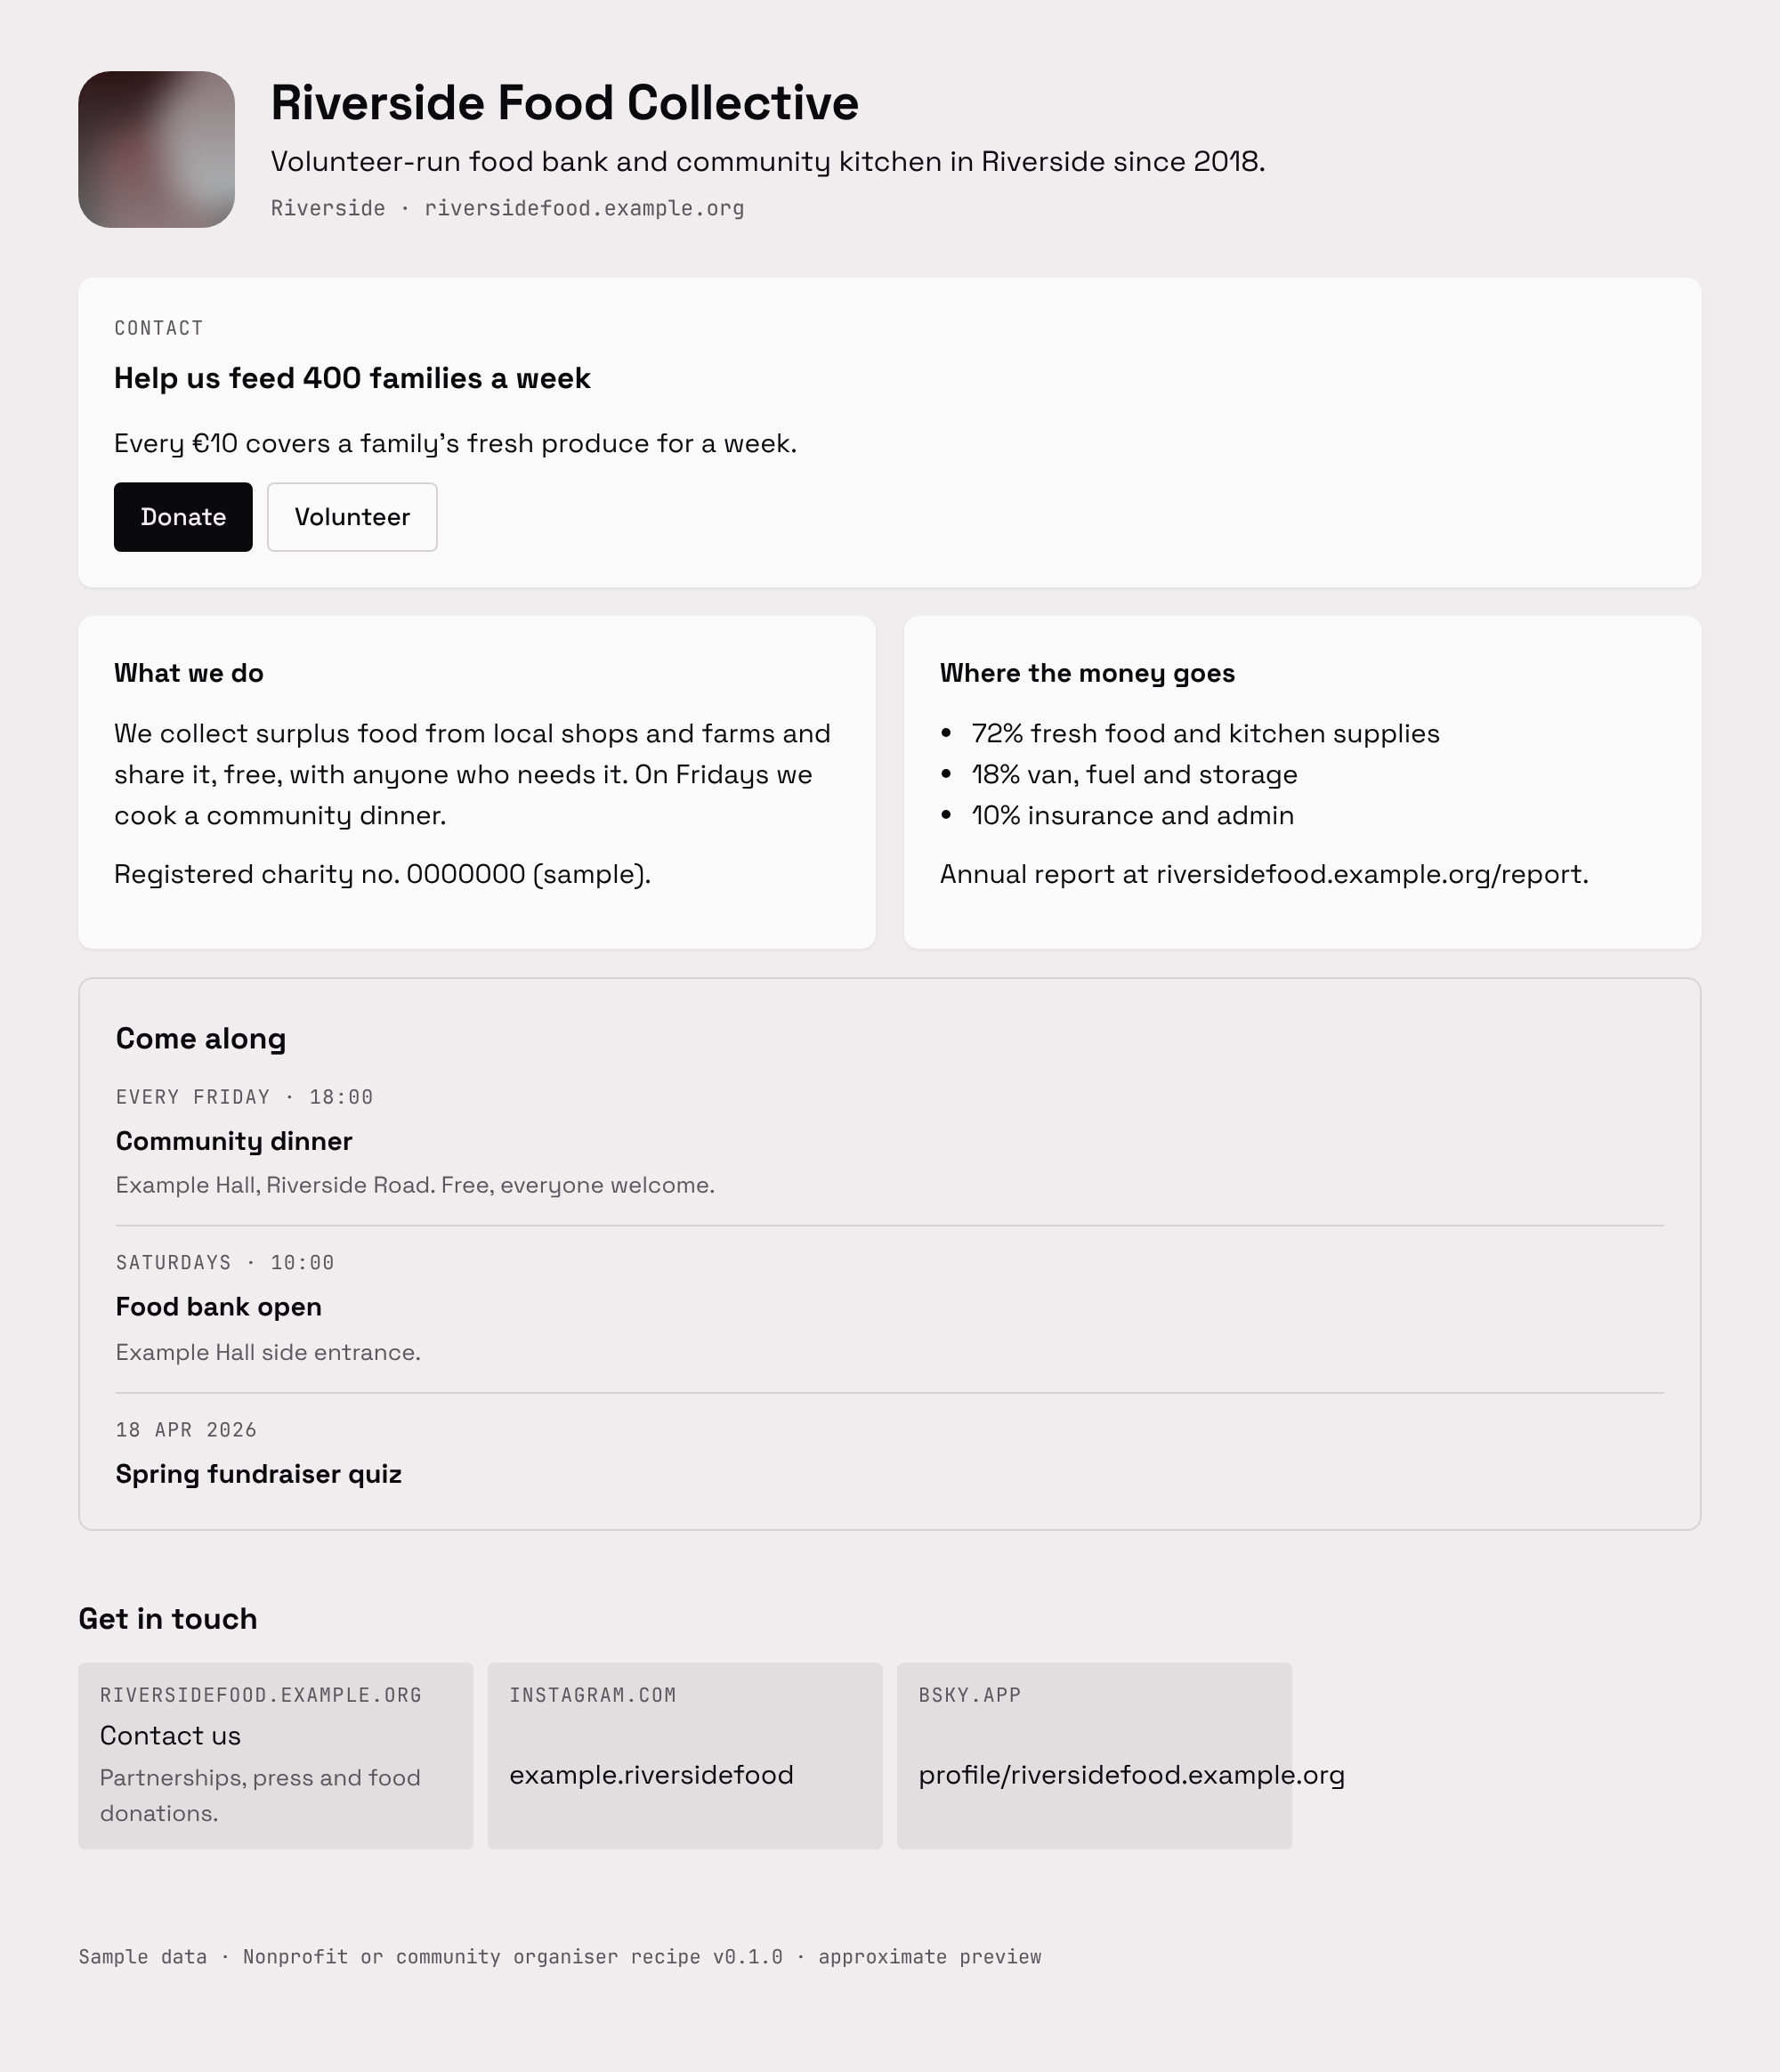 Riverside Food Collective
Volunteer-run food bank and community kitchen in Riverside since 2018.
Riverside · riversidefood.example.org
CONTACT
Help us feed 400 families a week
Every €10 covers a family’s fresh produce for a week.
Donate
Volunteer
What we do
We collect surplus food from local shops and farms and
share it, free, with anyone who needs it. On Fridays we
cook a community dinner.
Registered charity no. 0000000 (sample).
Where the money goes
• 72% fresh food and kitchen supplies
• 18% van, fuel and storage
• 10% insurance and admin
Annual report at riversidefood.example.org/report.
Come along
EVERY FRIDAY · 18:00
Community dinner
Example Hall, Riverside Road. Free, everyone welcome.
SATURDAYS · 10:00
Food bank open
Example Hall side entrance.
18 APR 2026
Spring fundraiser quiz
Get in touch
RIVERSIDEFOOD.EXAMPLE.ORG
Contact us
Partnerships, press and food
donations.
INSTAGRAM.COM
example.riversidefood
BSKY.APP
profile/riversidefood.example.org
Sample data · Nonprofit or community organiser recipe v0.1.0 · approximate preview